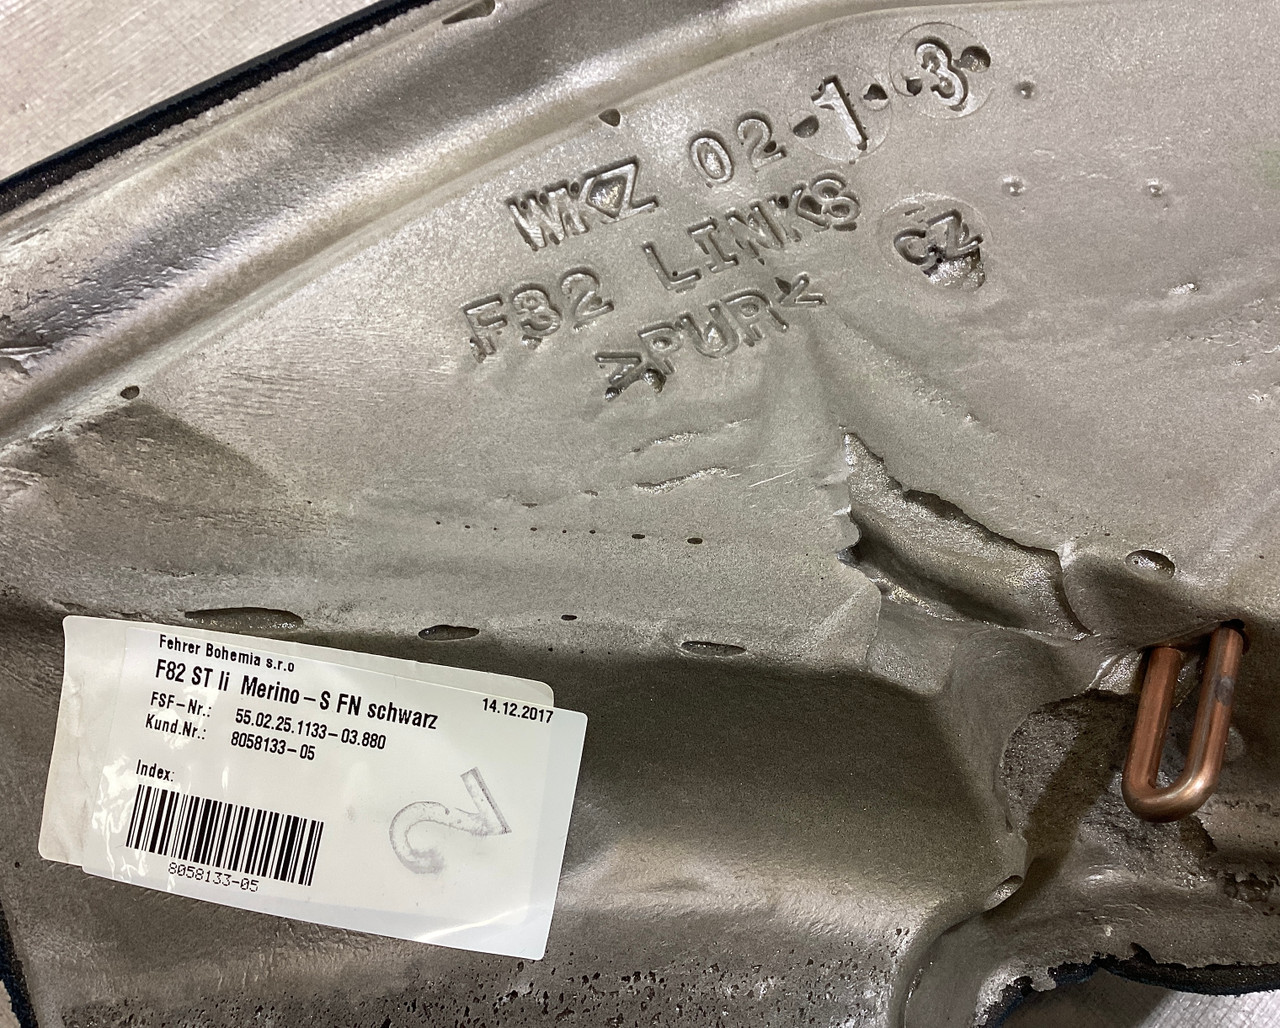 WKZ 02-1-3
F32 LINKS
CZ
>PUR<
Fehrer Bohemia s.r.o
F82 ST li Merino-S FN schwarz
14.12.2017
FSF-Nr.: 55.02.25.1133-03.880
Kund.Nr.: 8058133-05
Index:
8058133-05
2